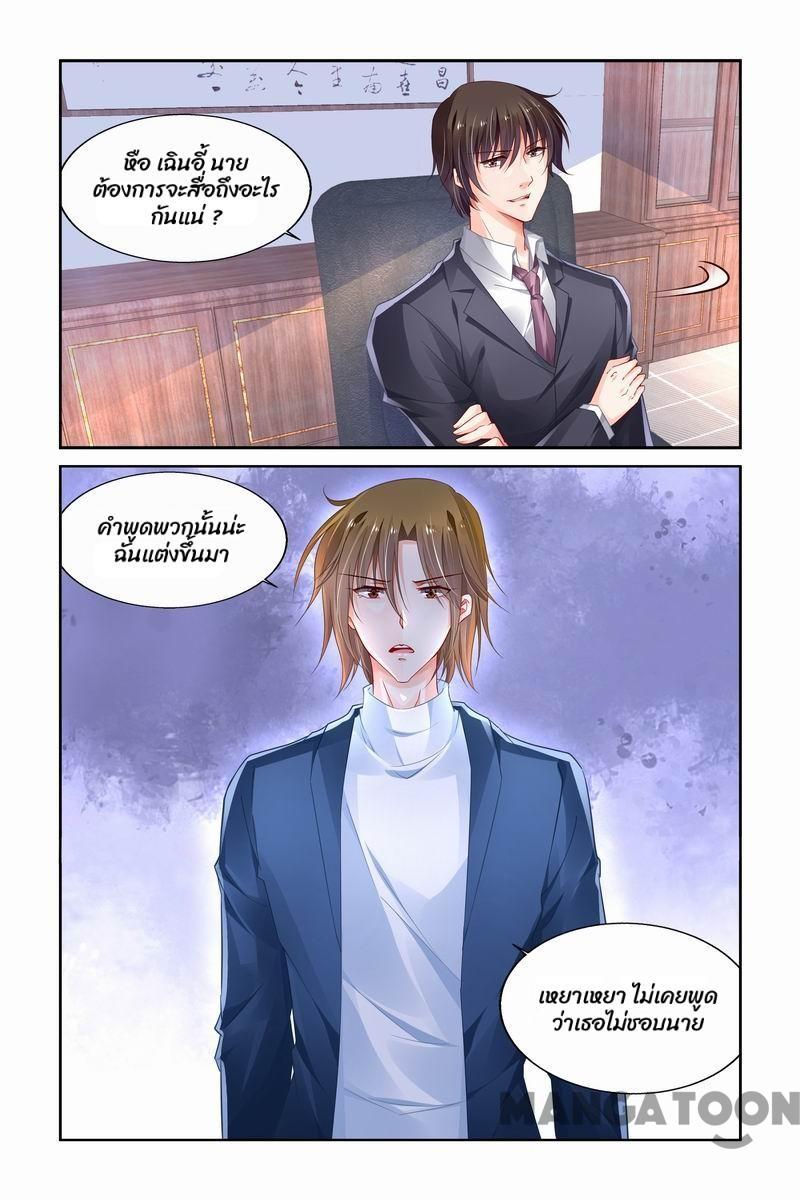 หือ เฉินอี้ นาย
ต้องการจะสื่อถึงอะไร
กันแน่ ?
คำพูดพวกนั้นน่ะ
ฉันแต่งขึ้นมา
เหยาเหยา ไม่เคยพูด
ว่าเธอไม่ชอบนาย
MANGATOON